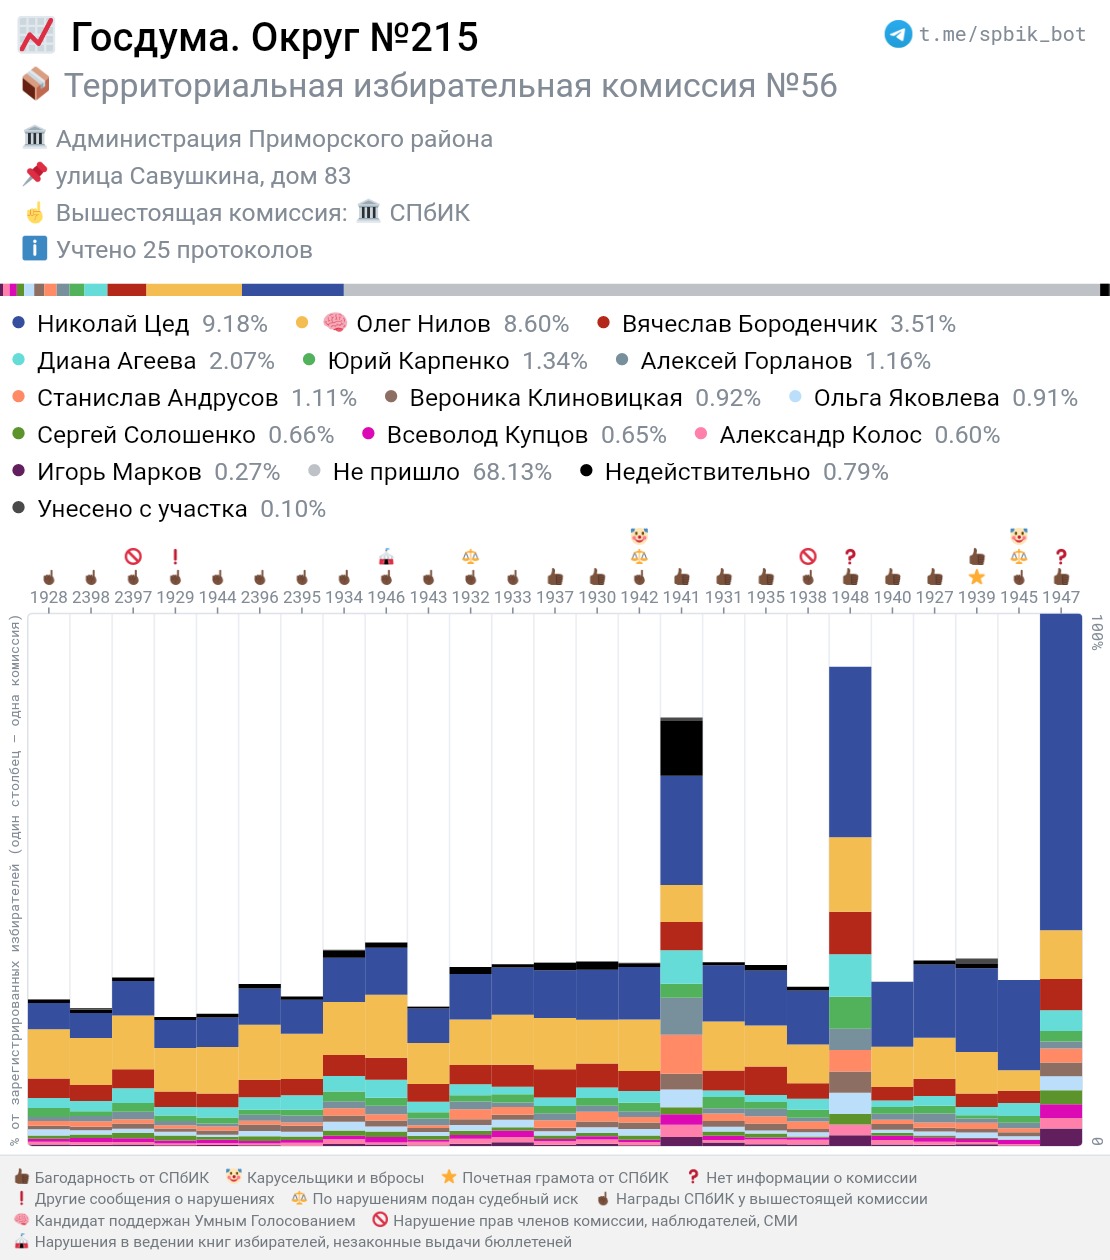 Госдума. Округ №215
t.me/spbik_bot
Территориальная избирательная комиссия №56
Администрация Приморского района
улица Савушкина, дом 83
Вышестоящая комиссия: СПбИК
Учтено 25 протоколов
Николай Цед 9.18% Олег Нилов 8.60% Вячеслав Бороденчик 3.51%
Диана Агеева 2.07% Юрий Карпенко 1.34% Алексей Горланов 1.16%
Станислав Андрусов 1.11% Вероника Клиновицкая 0.92% Ольга Яковлева 0.91%
Сергей Солошенко 0.66% Всеволод Купцов 0.65% Александр Колос 0.60%
Игорь Марков 0.27% Не пришло 68.13% Недействительно 0.79%
Унесено с участка 0.10%
1928 2398 2397 1929 1944 2396 2395 1934 1946 1943 1932 1933 1937 1930 1942 1941 1931 1935 1938 1948 1940 1927 1939 1945 1947
% от зарегистрированных избирателей (один столбец – одна комиссия)
100%
0
Багодарность от СПбИК Карусельщики и вбросы Почетная грамота от СПбИК Нет информации о комиссии
Другие сообщения о нарушениях По нарушениям подан судебный иск Награды СПбИК у вышестоящей комиссии
Кандидат поддержан Умным Голосованием Нарушение прав членов комиссии, наблюдателей, СМИ
Нарушения в ведении книг избирателей, незаконные выдачи бюллетеней